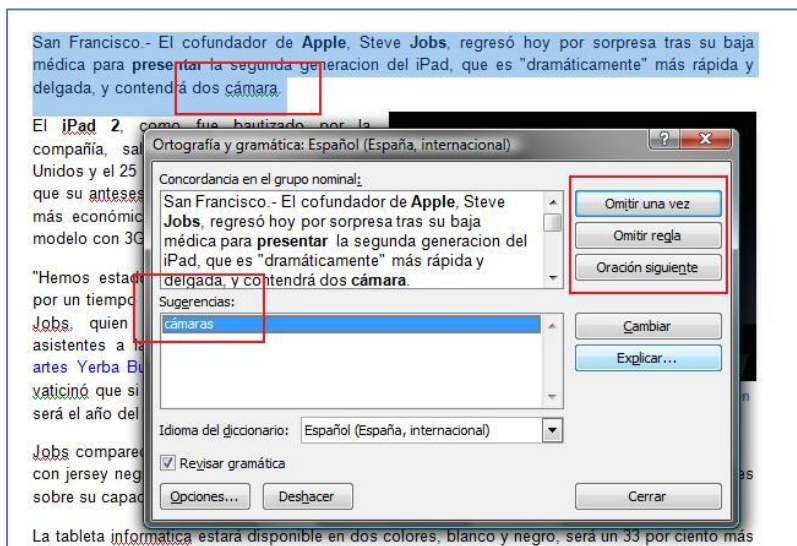 San Francisco.- El cofundador de Apple, Steve Jobs, regresó hoy por sorpresa tras su baja
médica para presentar la segunda generacion del iPad, que es "dramáticamente" más rápida y
delgada, y contendrá dos cámara.
El iPad 2, como fue bautizado por la
compañía, sal
Unidos y el 25
que su anteses
más económic
modelo con 3G
"Hemos estado
por un tiempo
Jobs, quien
asistentes a la
artes Yerba Bu
vaticinó que si
será el año del
Jobs comparec
con jersey neg
sobre su capac
La tableta informatica estará disponible en dos colores, blanco y negro, será un 33 por ciento más
Ortografía y gramática: Español (España, internacional)
Concordancia en el grupo nominal:
San Francisco.- El cofundador de Apple, Steve
Jobs, regresó hoy por sorpresa tras su baja
médica para presentar la segunda generacion del
iPad, que es "dramáticamente" más rápida y
delgada, y contendrá dos cámara.
Omitir una vez
Omitir regla
Oración siguiente
Sugerencias:
cámaras
Cambiar
Explicar...
Idioma del diccionario: Español (España, internacional)
Revisar gramática
Opciones...
Deshacer
Cerrar